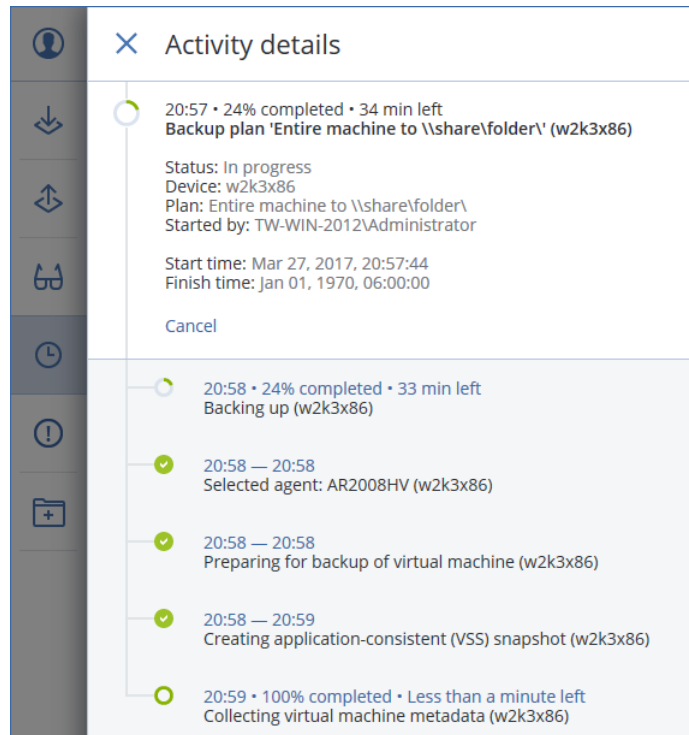 Activity details
20:57 • 24% completed • 34 min left
Backup plan 'Entire machine to \\share\folder\' (w2k3x86)
Status: In progress
Device: w2k3x86
Plan: Entire machine to \\share\folder\
Started by: TW-WIN-2012\Administrator
Start time: Mar 27, 2017, 20:57:44
Finish time: Jan 01, 1970, 06:00:00
Cancel
20:58 • 24% completed • 33 min left
Backing up (w2k3x86)
20:58 — 20:58
Selected agent: AR2008HV (w2k3x86)
20:58 — 20:58
Preparing for backup of virtual machine (w2k3x86)
20:58 — 20:59
Creating application-consistent (VSS) snapshot (w2k3x86)
20:59 • 100% completed • Less than a minute left
Collecting virtual machine metadata (w2k3x86)